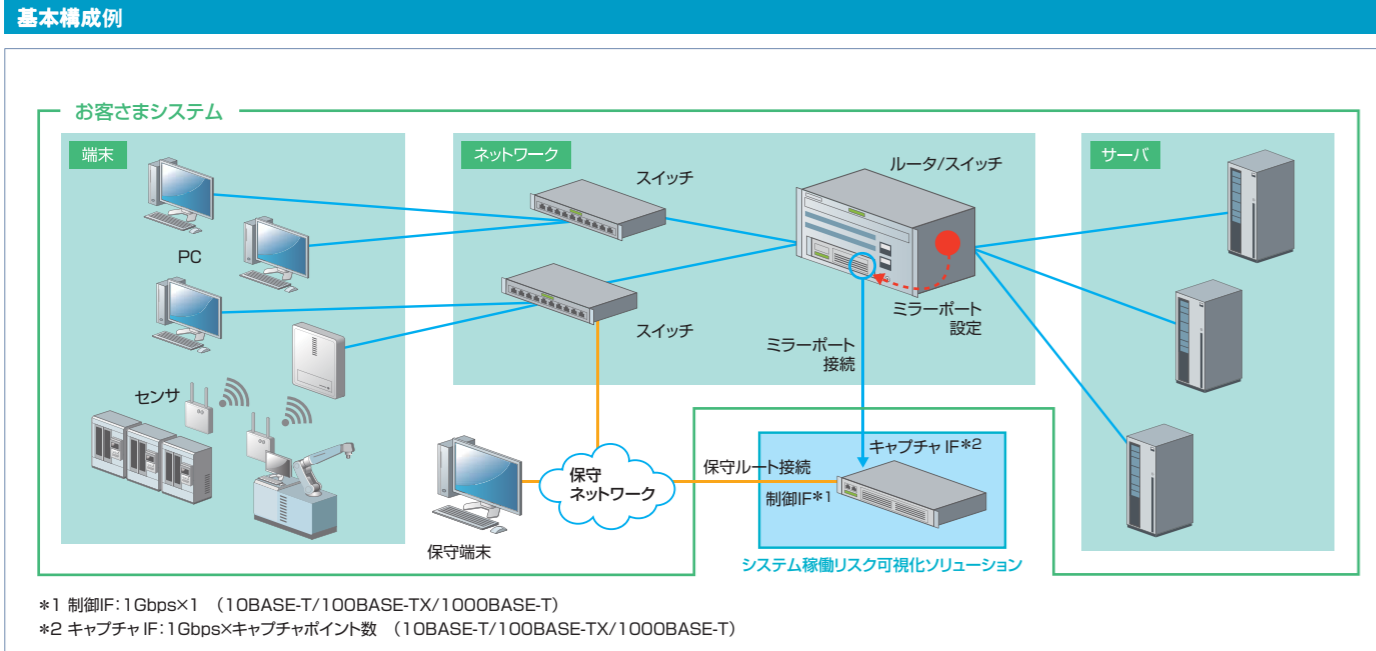 基本構成例
お客さまシステム
端末
ネットワーク
サーバ
スイッチ
ルータ/スイッチ
PC
スイッチ
ミラーポート
設定
ミラーポート
接続
センサ
キャプチャ IF*2
保守ルート接続
制御IF*1
保守
ネットワーク
保守端末
システム稼働リスク可視化ソリューション
*1 制御IF:1Gbps×1 (10BASE-T/100BASE-TX/1000BASE-T)
*2 キャプチャ IF:1Gbps×キャプチャポイント数 (10BASE-T/100BASE-TX/1000BASE-T)